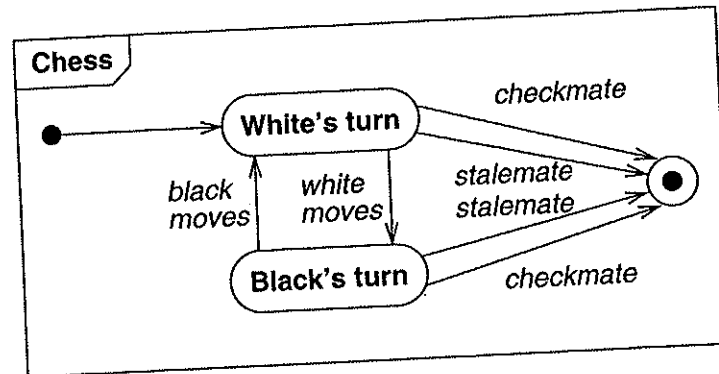 Chess
checkmate
White's turn
black
moves
white
moves
stalemate
stalemate
Black's turn
checkmate